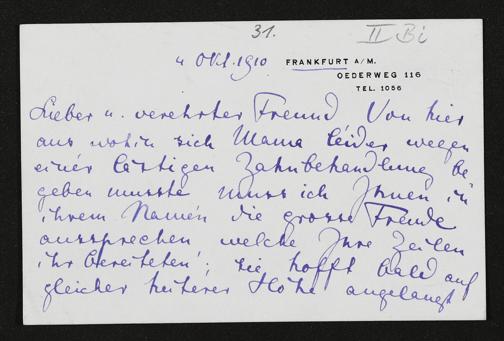 31.
II Bi
4 Okt. 1910
FRANKFURT A/M.
OEDERWEG 116
TEL. 1056
Lieber u. verehrter Freund Von hier
aus wohin sich Mama leider wegen
einer lästigen Zahnbehandlung be
geben musste muss ich Ihnen in
ihrem Namen die grosse Freude
aussprechen welche Ihre Zeilen
ihr bereiteten; sie hofft bald auf
gleicher heiterer Höhe angelangt